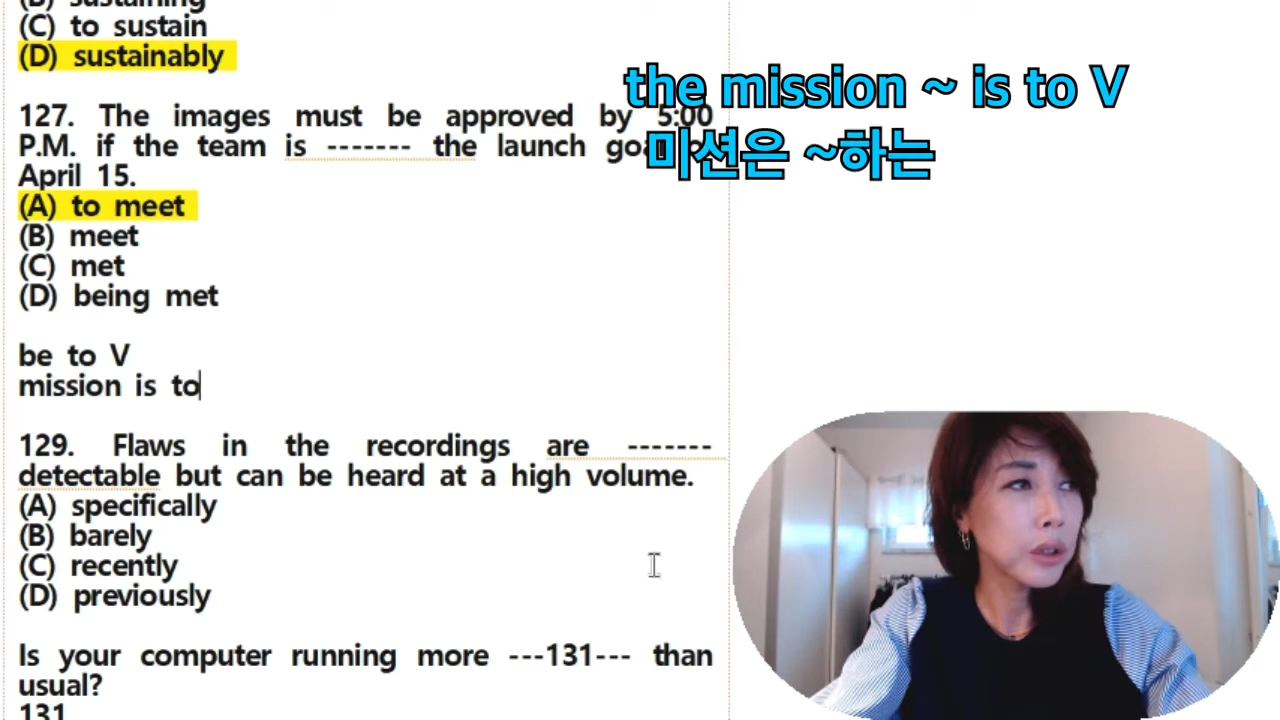 (B) sustaining
(C) to sustain
(D) sustainably
127. The images must be approved by 5:00
P.M. if the team is ------- the launch
April 15.
(A) to meet
(B) meet
(C) met
(D) being met
be to V
mission is to
129. Flaws in the recordings are -------
detectable but can be heard at a high volume.
(A) specifically
(B) barely
(C) recently
(D) previously
Is your computer running more ---131--- than
usual?
131
the mission ~ is to V
미션은 ~하는